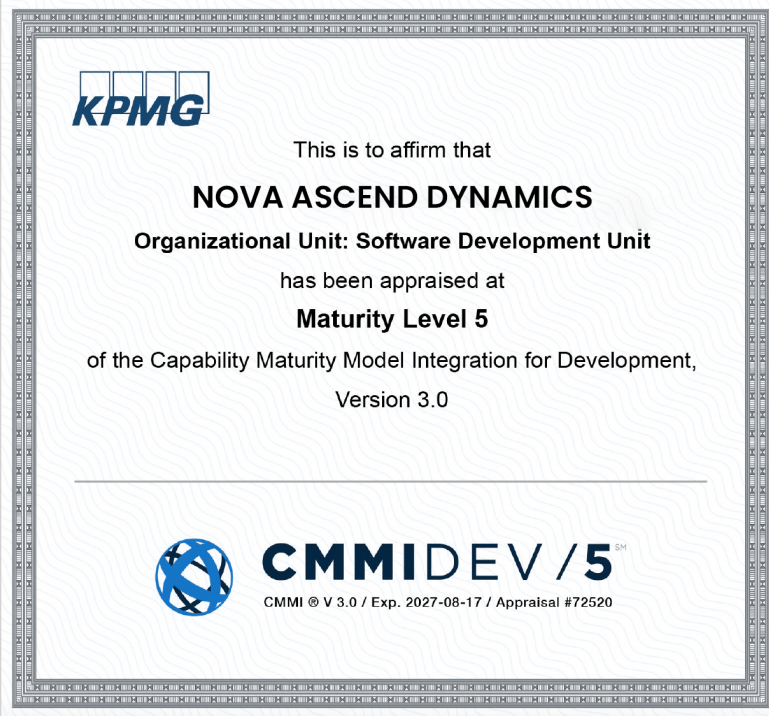 KPMG
This is to affirm that
NOVA ASCEND DYNAMICS
Organizational Unit: Software Development Unit
has been appraised at
Maturity Level 5
of the Capability Maturity Model Integration for Development,
Version 3.0
CMMIDEV/5 SM
CMMI ® V 3.0 / Exp. 2027-08-17 / Appraisal #72520